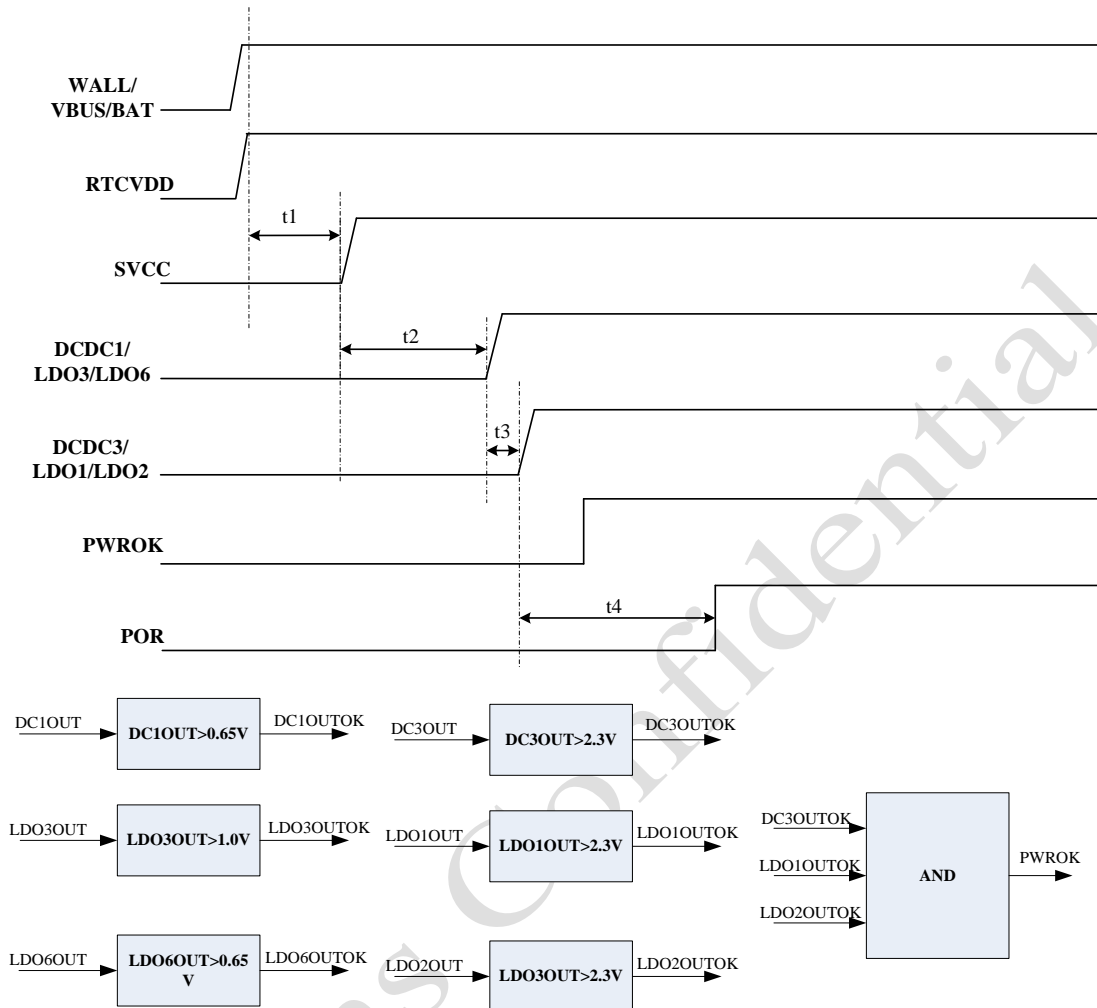 WALL/
VBUS/BAT
RTCVDD
t1
SVCC
t2
DCDC1/
LDO3/LDO6
t3
DCDC3/
LDO1/LDO2
PWROK
t4
POR
DC1OUT
DC1OUT>0.65V
DC1OUTOK
DC3OUT
DC3OUT>2.3V
DC3OUTOK
LDO3OUT
LDO3OUT>1.0V
LDO3OUTOK
LDO1OUT
LDO1OUT>2.3V
LDO1OUTOK
DC3OUTOK
LDO1OUTOK
LDO2OUTOK
AND
PWROK
LDO6OUT
LDO6OUT>0.65
V
LDO6OUTOK
LDO2OUT
LDO3OUT>2.3V
LDO2OUTOK
Confidential